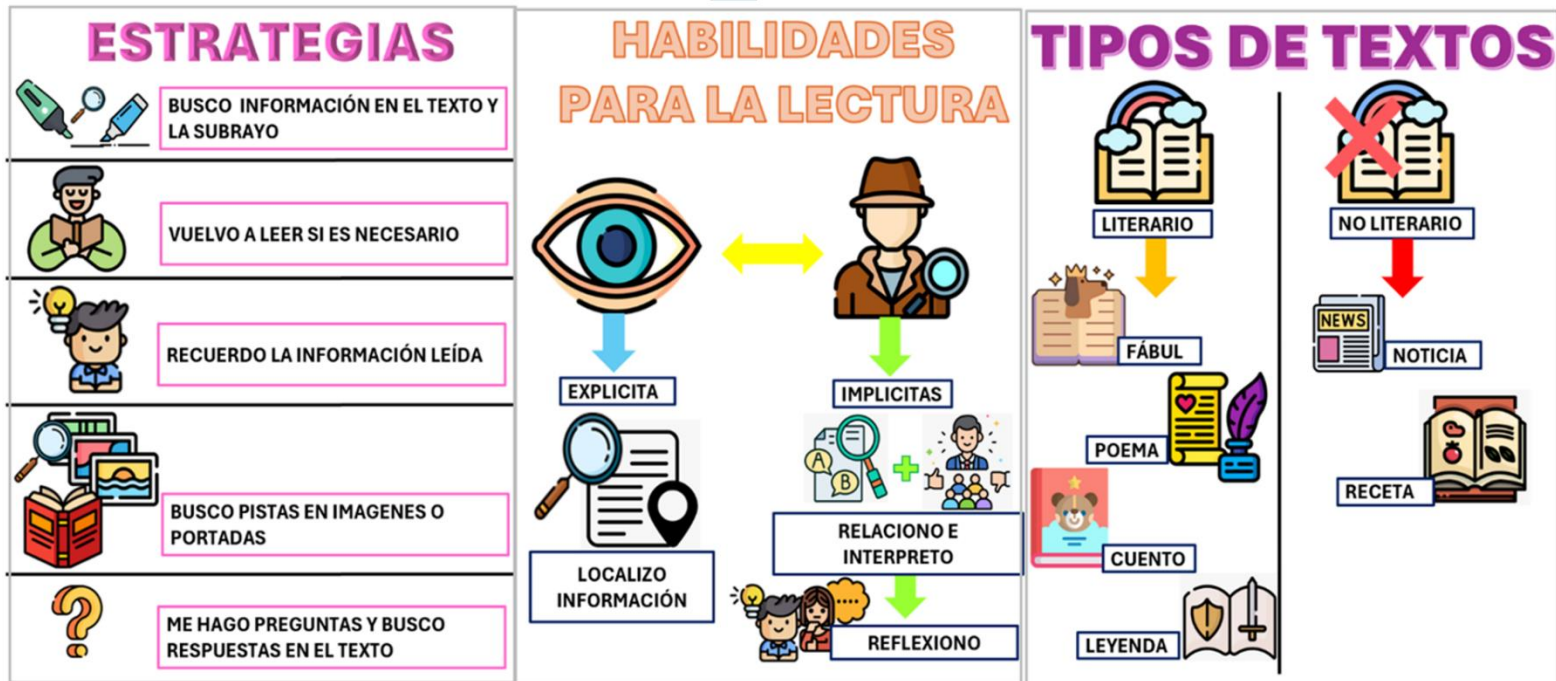 ESTRATEGIAS
BUSCO INFORMACIÓN EN EL TEXTO Y
LA SUBRAYO
VUELVO A LEER SI ES NECESARIO
RECUERDO LA INFORMACIÓN LEÍDA
BUSCO PISTAS EN IMAGENES O
PORTADAS
ME HAGO PREGUNTAS Y BUSCO
RESPUESTAS EN EL TEXTO
HABILIDADES
PARA LA LECTURA
EXPLICITA
LOCALIZO
INFORMACIÓN
IMPLICITAS
A
B
RELACIONO E
INTERPRETO
REFLEXIONO
TIPOS DE TEXTOS
LITERARIO
FÁBUL
POEMA
CUENTO
LEYENDA
NO LITERARIO
NEWS
NOTICIA
RECETA